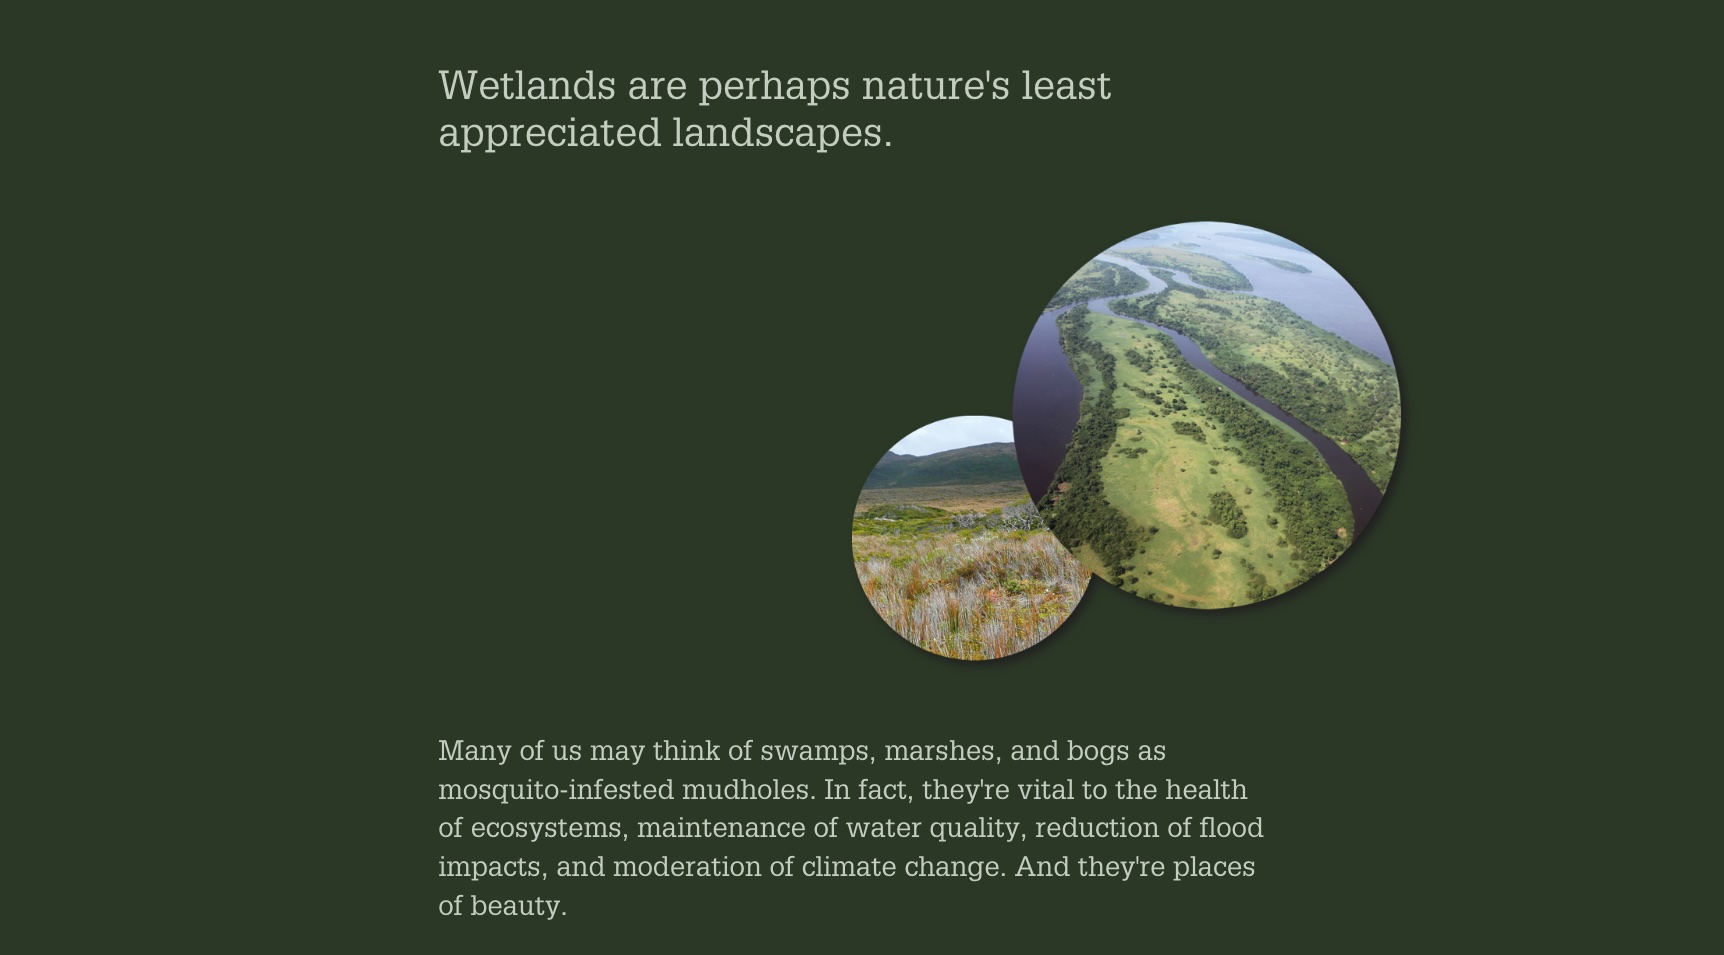 Wetlands are perhaps nature's least
appreciated landscapes.
Many of us may think of swamps, marshes, and bogs as
mosquito-infested mudholes. In fact, they're vital to the health
of ecosystems, maintenance of water quality, reduction of flood
impacts, and moderation of climate change. And they're places
of beauty.